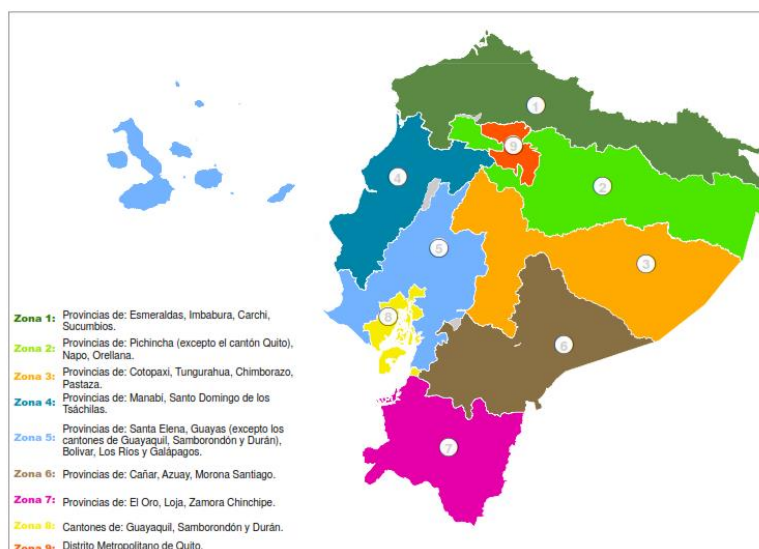 1
9
2
4
3
5
8
6
7
Zona 1: Provincias de: Esmeraldas, Imbabura, Carchi,
Sucumbios.
Zona 2: Provincias de: Pichincha (excepto el cantón Quito),
Napo, Orellana.
Zona 3: Provincias de: Cotopaxi, Tungurahua, Chimborazo,
Pastaza.
Zona 4: Provincias de: Manabí, Santo Domingo de los
Tsáchilas.
Zona 5: Provincias de: Santa Elena, Guayas (excepto los
cantones de Guayaquil, Samborondón y Durán),
Bolivar, Los Rios y Galápagos.
Zona 6: Provincias de: Cañar, Azuay, Morona Santiago.
Zona 7: Provincias de: El Oro, Loja, Zamora Chinchipe.
Zona 8: Cantones de: Guayaquil, Samborondón y Durán.
Zona 9: Distrito Metropolitano de Quito.